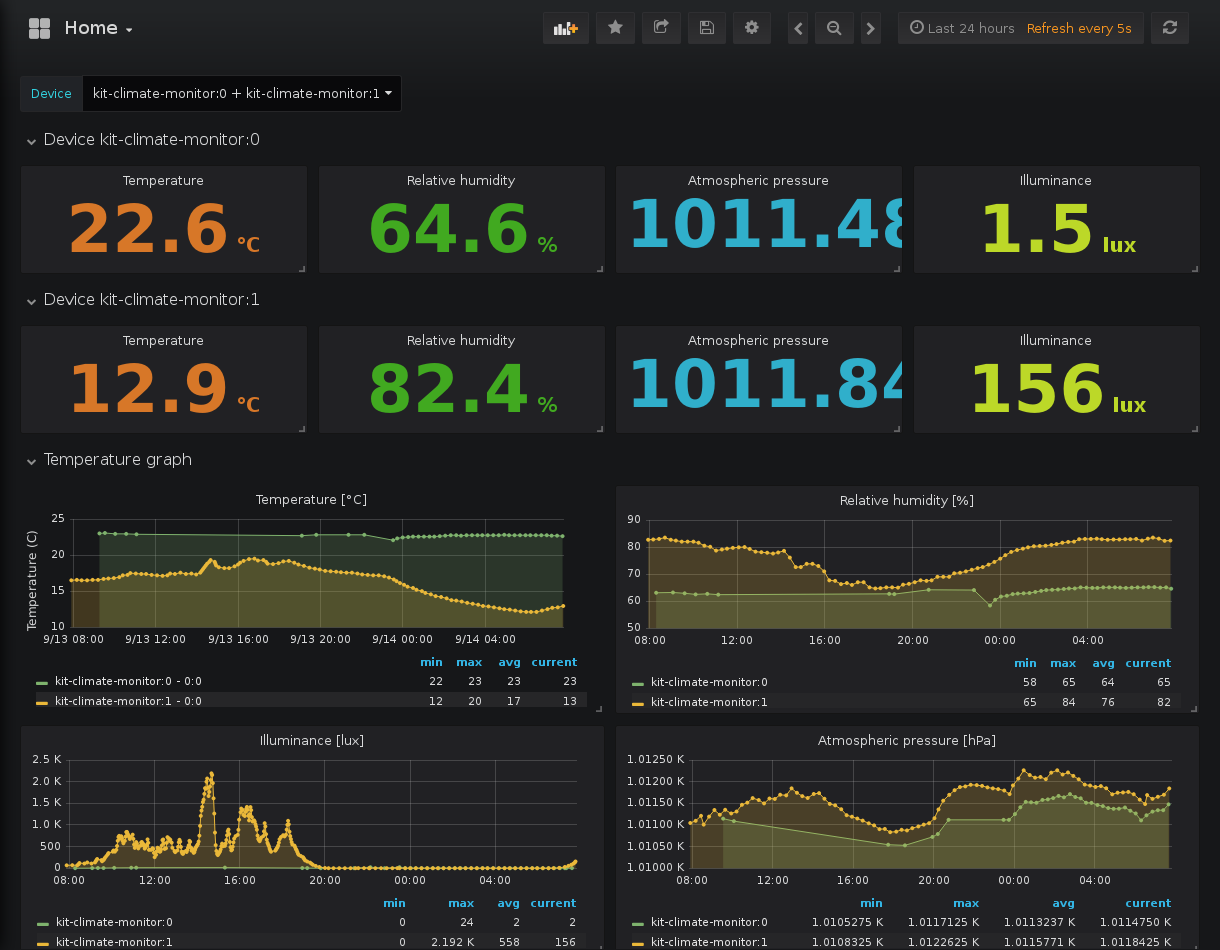 Home
Last 24 hours Refresh every 5s
Device kit-climate-monitor:0 + kit-climate-monitor:1
Device kit-climate-monitor:0
Temperature Relative humidity Atmospheric pressure Illuminance
22.6 °C 64.6 % 1011.48 1.5 lux
Device kit-climate-monitor:1
Temperature Relative humidity Atmospheric pressure Illuminance
12.9 °C 82.4 % 1011.84 156 lux
Temperature graph
Temperature [°C]
Temperature (C)
25
20
15
10
9/13 08:00 9/13 12:00 9/13 16:00 9/13 20:00 9/14 00:00 9/14 04:00
min max avg current
kit-climate-monitor:0 - 0:0 22 23 23 23
kit-climate-monitor:1 - 0:0 12 20 17 13
Relative humidity [%]
90
80
70
60
50
08:00 12:00 16:00 20:00 00:00 04:00
min max avg current
kit-climate-monitor:0 58 65 64 65
kit-climate-monitor:1 65 84 76 82
Illuminance [lux]
2.5 K
2.0 K
1.5 K
1.0 K
500
0
08:00 12:00 16:00 20:00 00:00 04:00
min max avg current
kit-climate-monitor:0 0 24 2 2
kit-climate-monitor:1 0 2.192 K 558 156
Atmospheric pressure [hPa]
1.01250 K
1.01200 K
1.01150 K
1.01100 K
1.01050 K
1.01000 K
08:00 12:00 16:00 20:00 00:00 04:00
min max avg current
kit-climate-monitor:0 1.0105275 K 1.0117125 K 1.0113237 K 1.0114750 K
kit-climate-monitor:1 1.0108325 K 1.0122625 K 1.0115771 K 1.0118425 K